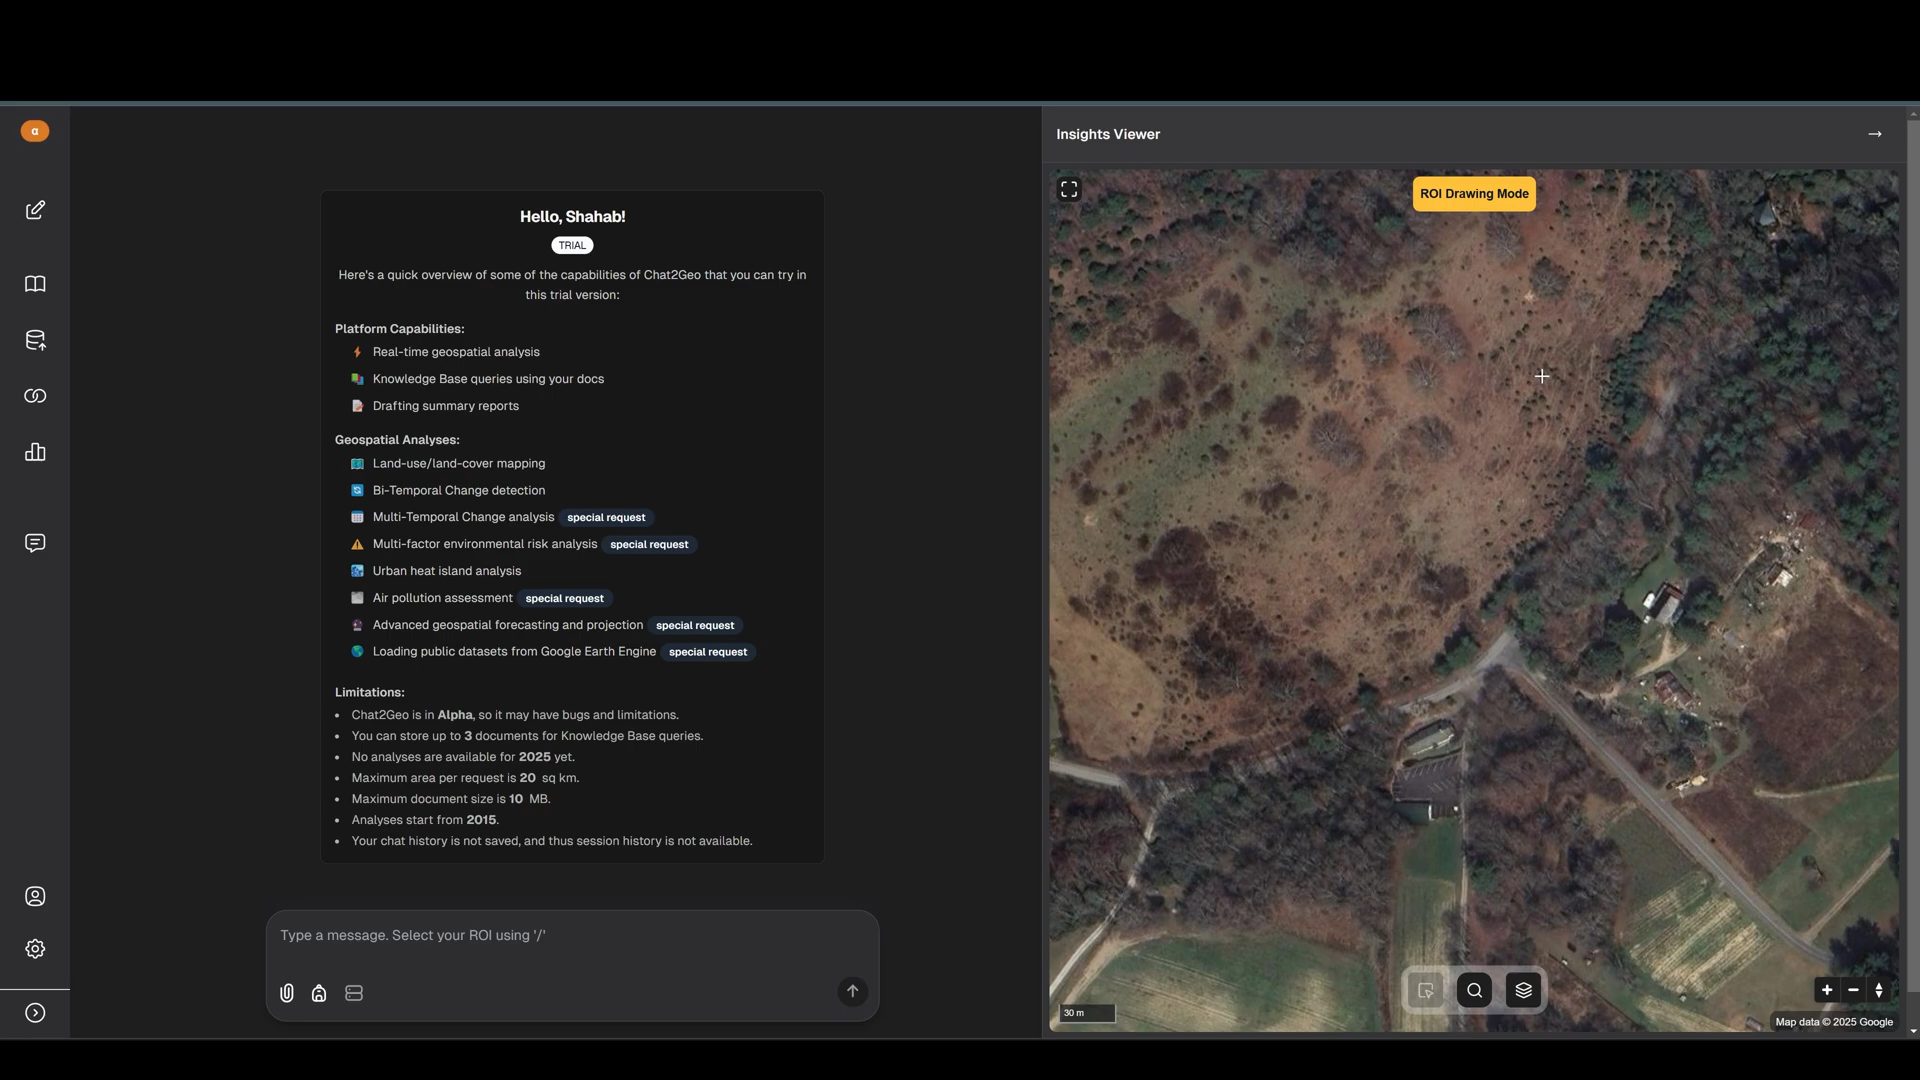 α
Insights Viewer
→
ROI Drawing Mode
Hello, Shahab!
TRIAL
Here's a quick overview of some of the capabilities of Chat2Geo that you can try in
this trial version:
Platform Capabilities:
Real-time geospatial analysis
Knowledge Base queries using your docs
Drafting summary reports
Geospatial Analyses:
Land-use/land-cover mapping
Bi-Temporal Change detection
Multi-Temporal Change analysis special request
Multi-factor environmental risk analysis special request
Urban heat island analysis
Air pollution assessment special request
Advanced geospatial forecasting and projection special request
Loading public datasets from Google Earth Engine special request
Limitations:
• Chat2Geo is in Alpha, so it may have bugs and limitations.
• You can store up to 3 documents for Knowledge Base queries.
• No analyses are available for 2025 yet.
• Maximum area per request is 20 sq km.
• Maximum document size is 10 MB.
• Analyses start from 2015.
• Your chat history is not saved, and thus session history is not available.
Type a message. Select your ROI using '/'
30 m
Map data © 2025 Google